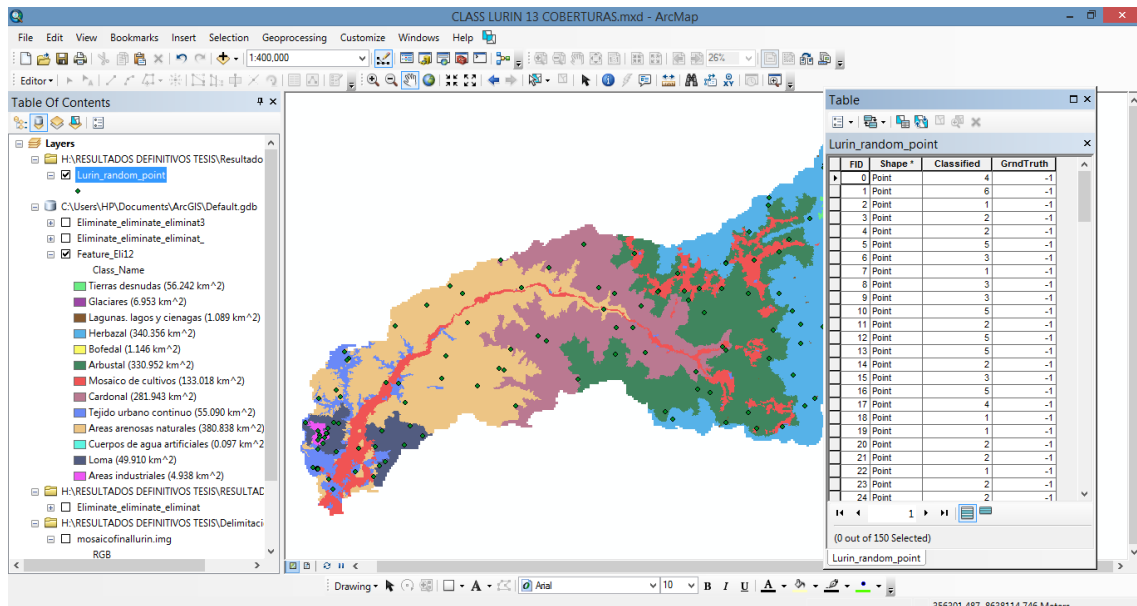 CLASS LURIN 13 COBERTURAS.mxd - ArcMap
File Edit View Bookmarks Insert Selection Geoprocessing Customize Windows Help
1:400,000
26%
Editor
Table Of Contents
Layers
H:\RESULTADOS DEFINITIVOS TESIS\Resultado
Lurin_random_point
C:\Users\HP\Documents\ArcGIS\Default.gdb
Eliminate_eliminate_eliminat3
Eliminate_eliminate_eliminat_
Feature_Eli12
Class_Name
Tierras desnudas (56.242 km^2)
Glaciares (6.953 km^2)
Lagunas. lagos y cienagas (1.089 km^2)
Herbazal (340.356 km^2)
Bofedal (1.146 km^2)
Arbustal (330.952 km^2)
Mosaico de cultivos (133.018 km^2)
Cardonal (281.943 km^2)
Tejido urbano continuo (55.090 km^2)
Areas arenosas naturales (380.838 km^2)
Cuerpos de agua artificiales (0.097 km^2
Loma (49.910 km^2)
Areas industriales (4.938 km^2)
H:\RESULTADOS DEFINITIVOS TESIS\RESULTAD
Eliminate_eliminate_eliminat
H:\RESULTADOS DEFINITIVOS TESIS\Delimitaci
mosaicofinallurin.img
RGB
Table
Lurin_random_point
FID Shape * Classified GrndTruth
0 Point 4 -1
1 Point 6 -1
2 Point 1 -1
3 Point 2 -1
4 Point 2 -1
5 Point 5 -1
6 Point 3 -1
7 Point 1 -1
8 Point 3 -1
9 Point 3 -1
10 Point 5 -1
11 Point 2 -1
12 Point 5 -1
13 Point 5 -1
14 Point 2 -1
15 Point 3 -1
16 Point 5 -1
17 Point 4 -1
18 Point 1 -1
19 Point 1 -1
20 Point 2 -1
21 Point 2 -1
22 Point 1 -1
23 Point 2 -1
24 Point 2 -1
1
(0 out of 150 Selected)
Lurin_random_point
Drawing A Arial 10 B I U A